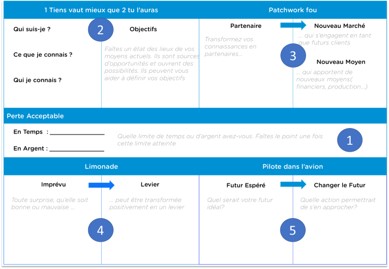 1 Tiens vaut mieux que 2 tu l'auras
Qui suis-je ?
2
Objectifs
Ce que je connais ?
Qui je connais ?
Faites un état des lieux de vos
moyens actuels. Ils sont sources
d'opportunités et ouvrent des
possibilités. Ils peuvent vous
aider à définir vos objectifs
Patchwork fou
Partenaire
Nouveau Marché
Transformez vos
connaissances en
partenaires...
... qui s'engagent en tant
que futurs clients
3
Nouveau Moyen
... qui apportent de
nouveaux moyens(
financiers, production...)
Perte Acceptable
En Temps :
En Argent :
Quelle limite de temps ou d'argent avez-vous. Faites le point une fois
cette limite atteinte
1
Limonade
Imprévu
Levier
Toute surprise, qu'elle soit
bonne ou mauvaise ...
... peut être transformée
positivement en un levier
4
Pilote dans l'avion
Futur Espéré
Changer le Futur
Quel serait votre futur
idéal?
Quelle action permettrait
de s'en approcher?
5